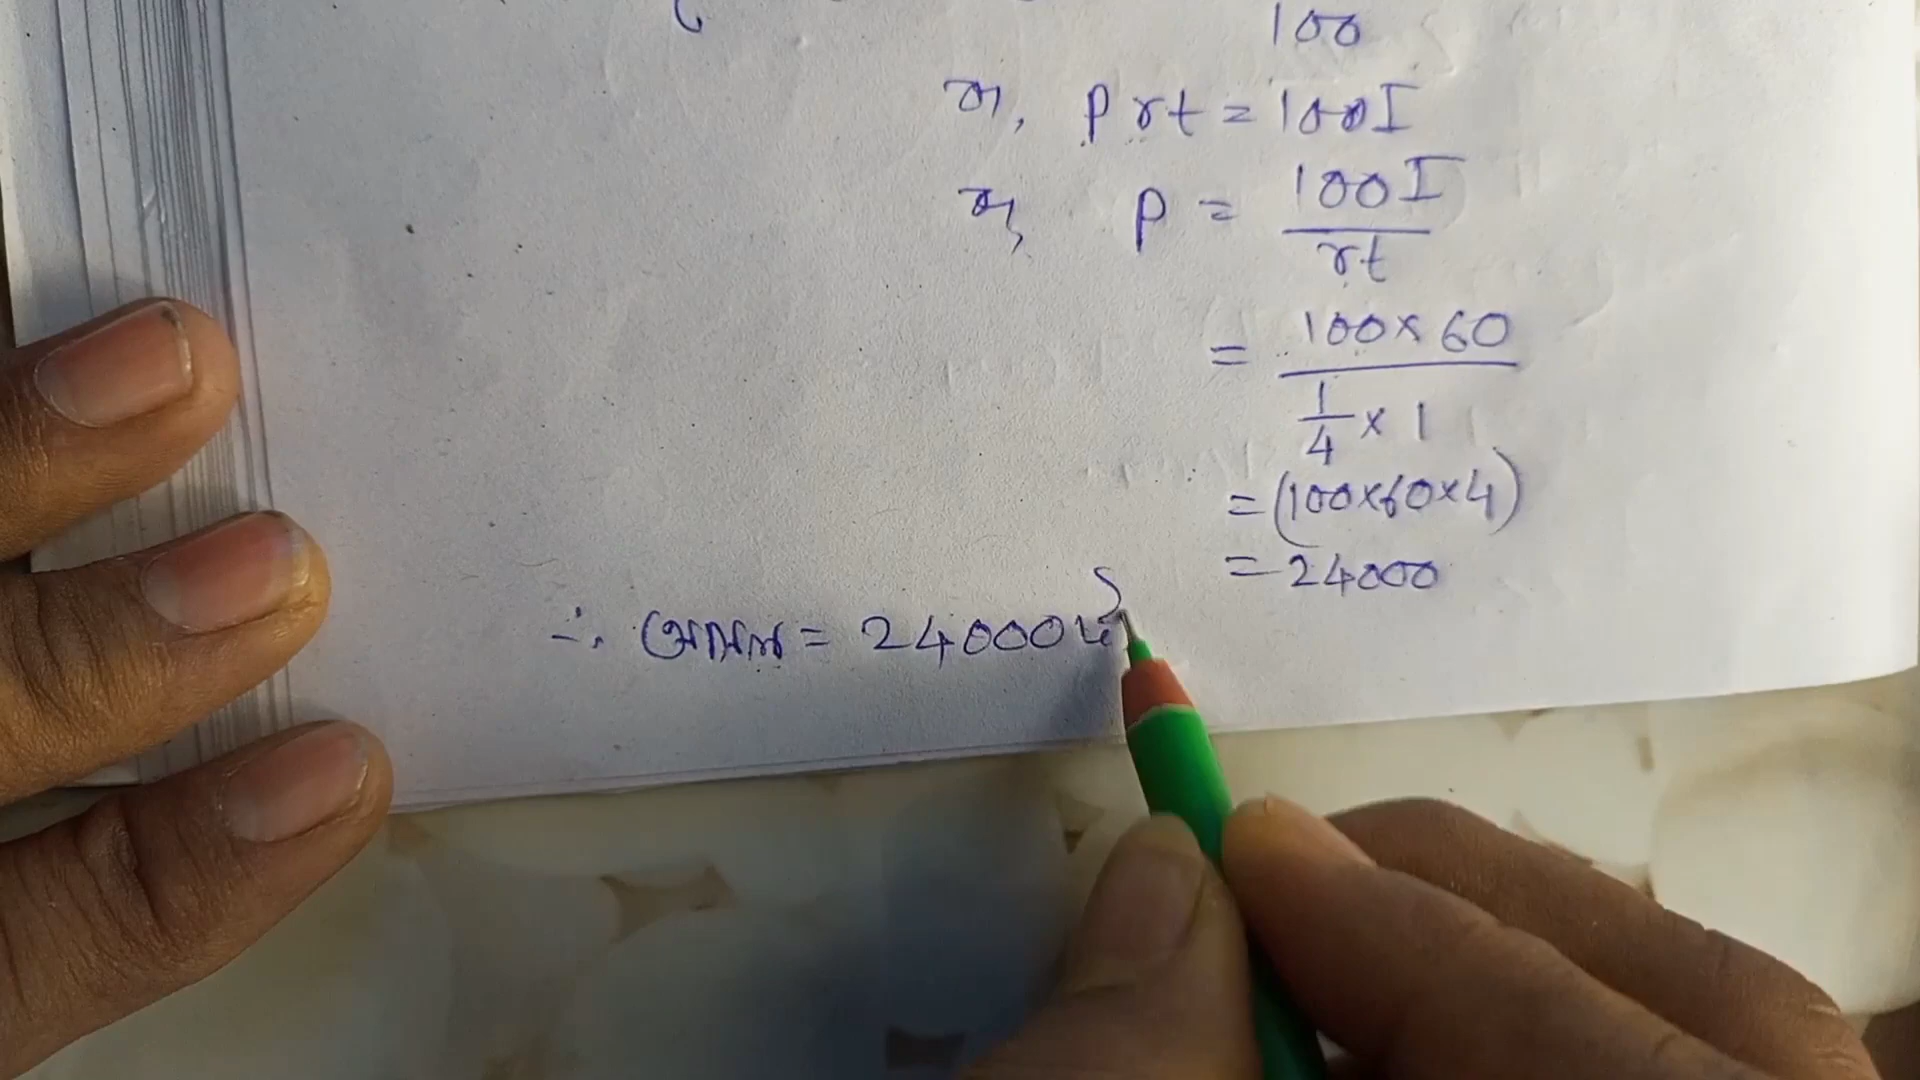 100
বা, Prt = 100I
বা, P = 100I / rt
= 100 × 60 / 1/4 × 1
= (100×60×4)
= 24000
∴ আসল = 24000 ট